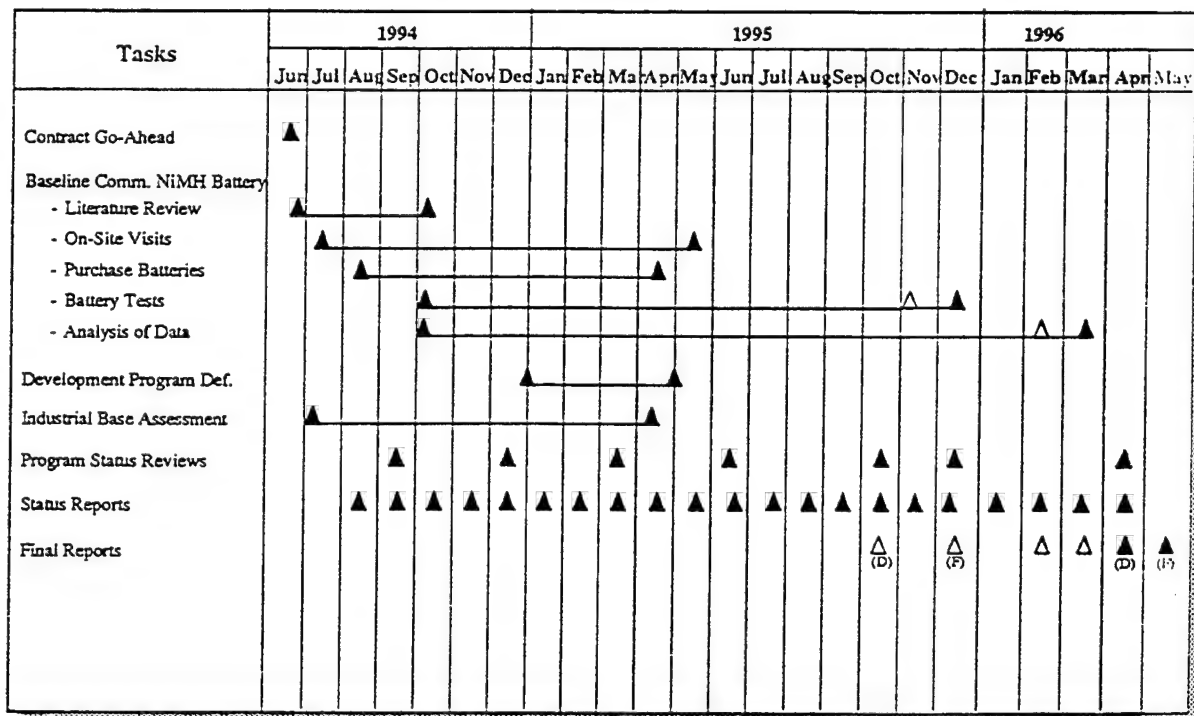 Tasks
1994 1995 1996
Jun Jul Aug Sep Oct Nov Dec Jan Feb Mar Apr May Jun Jul Aug Sep Oct Nov Dec Jan Feb Mar Apr May
Contract Go-Ahead
Baseline Comm. NiMH Battery
- Literature Review
- On-Site Visits
- Purchase Batteries
- Battery Tests
- Analysis of Data
Development Program Def.
Industrial Base Assessment
Program Status Reviews
Status Reports
Final Reports
(D) (F) (D) (F)